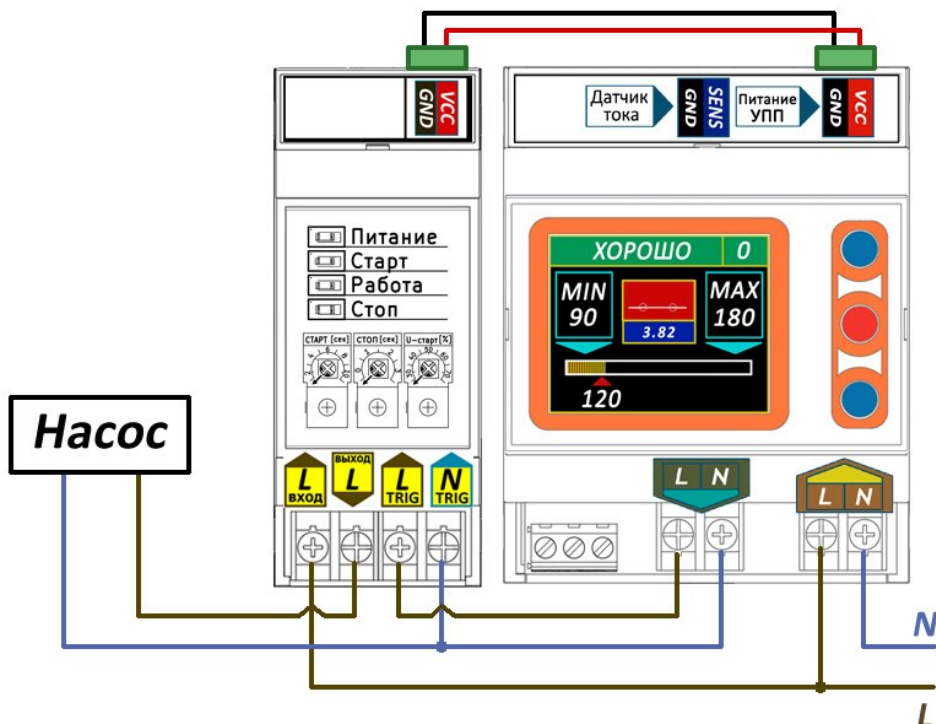 GND
VCC
Датчик
тока
GND
SENS
Питание
УПП
GND
VCC
Питание
Старт
Работа
Стоп
СТАРТ [сек]
СТОП [сек]
U-старт [%]
ХОРОШО 0
MIN
90
3.82
MAX
180
120
Насос
L
ВХОД
ВЫХОД
L
L
TRIG
N
TRIG
L N
L N
N
L